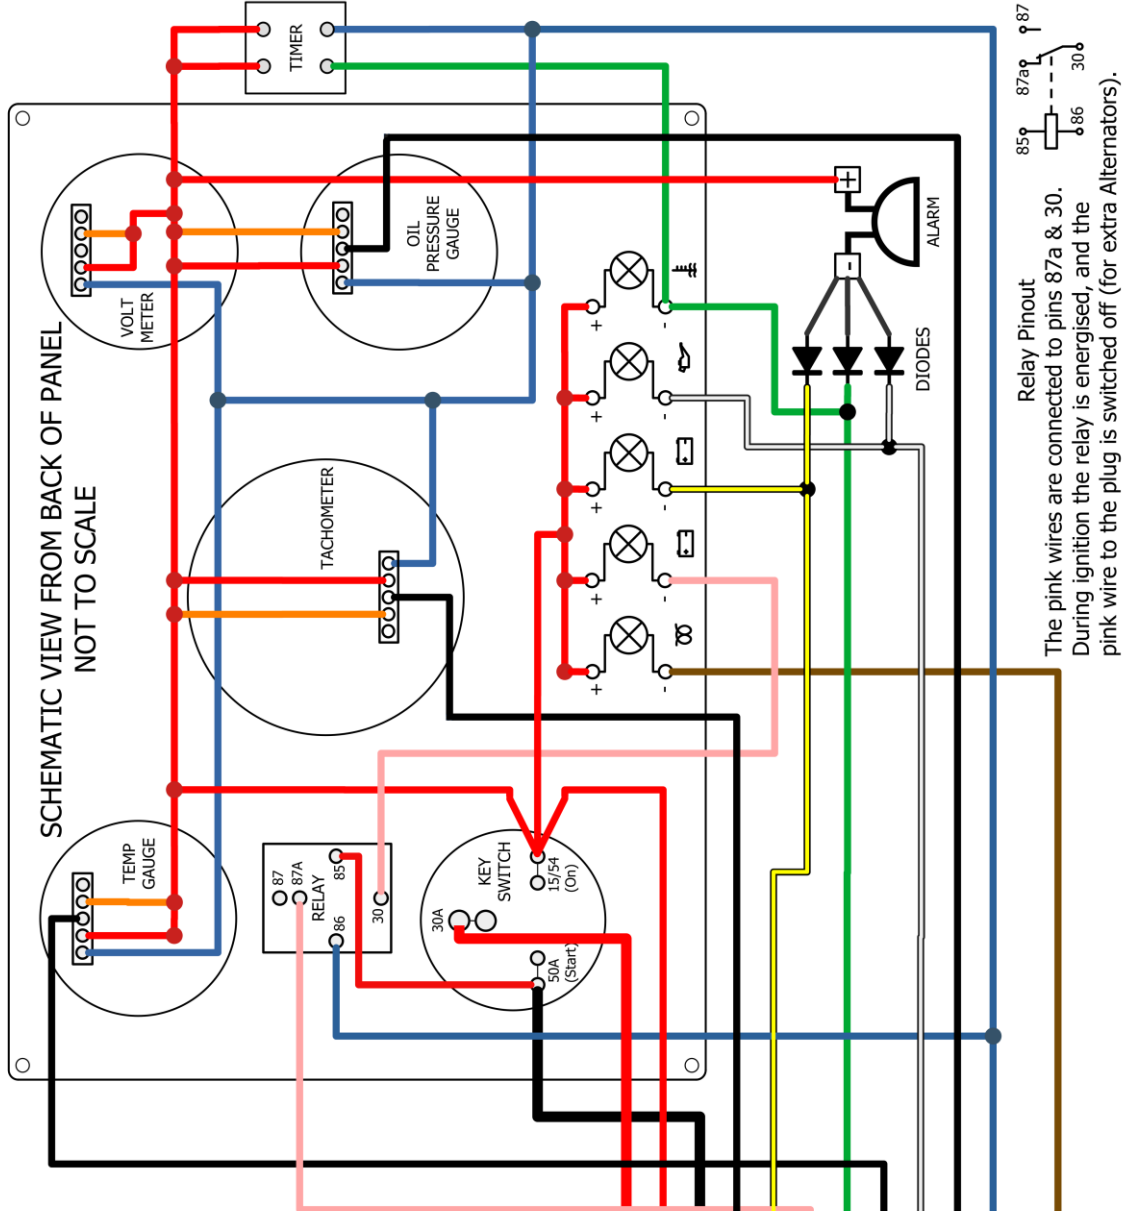 SCHEMATIC VIEW FROM BACK OF PANEL
NOT TO SCALE
TIMER
VOLT
METER
OIL
PRESSURE
GAUGE
TACHOMETER
TEMP
GAUGE
87
87A
RELAY
85
86
30
KEY
SWITCH
30A
15/54
(On)
50A
(Start)
+
-
+
-
+
-
+
-
+
-
+
-
ALARM
DIODES
87
87a
30
85
86
Relay Pinout
The pink wires are connected to pins 87a & 30.
During ignition the relay is energised, and the
pink wire to the plug is switched off (for extra Alternators).